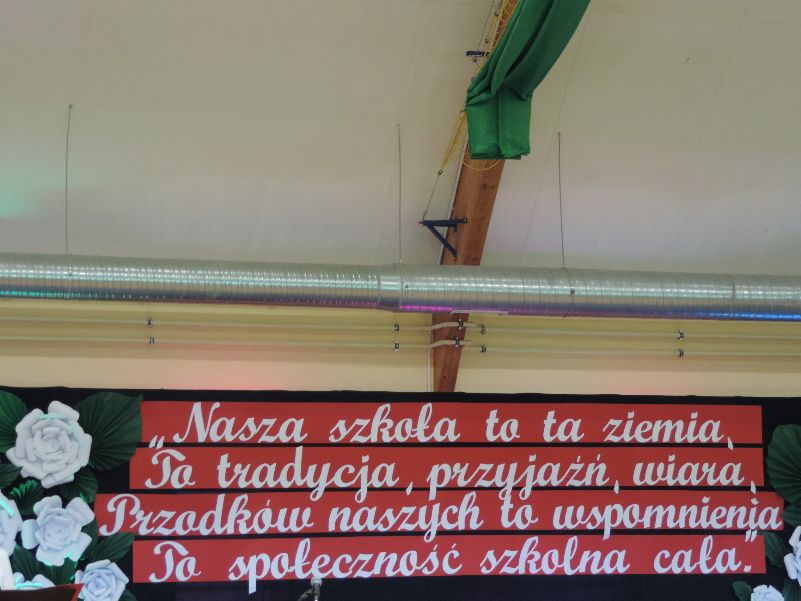 „Nasza szkoła to ta ziemia,
To tradycja, przyjaźń, wiara,
Przodków naszych to wspomnienia
To społeczność szkolna cała."